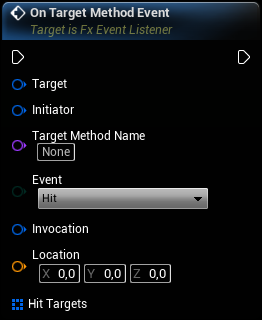 On Target Method Event
Target is Fx Event Listener
Target
Initiator
Target Method Name
None
Event
Hit
Invocation
Location
X 0,0 Y 0,0 Z 0,0
Hit Targets